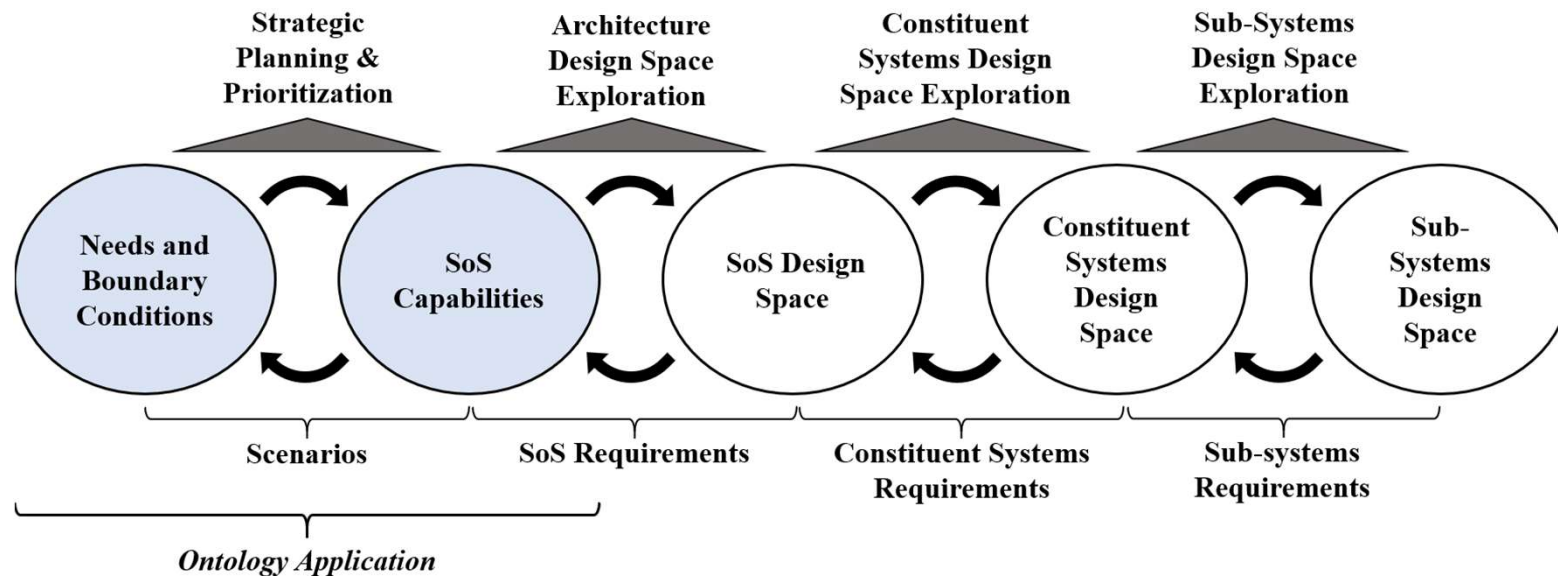 Strategic
Planning &
Prioritization
Architecture
Design Space
Exploration
Constituent
Systems Design
Space Exploration
Sub-Systems
Design Space
Exploration
Needs and
Boundary
Conditions
SoS
Capabilities
SoS Design
Space
Constituent
Systems
Design
Space
Sub-
Systems
Design
Space
Scenarios
SoS Requirements
Constituent Systems
Requirements
Sub-systems
Requirements
Ontology Application